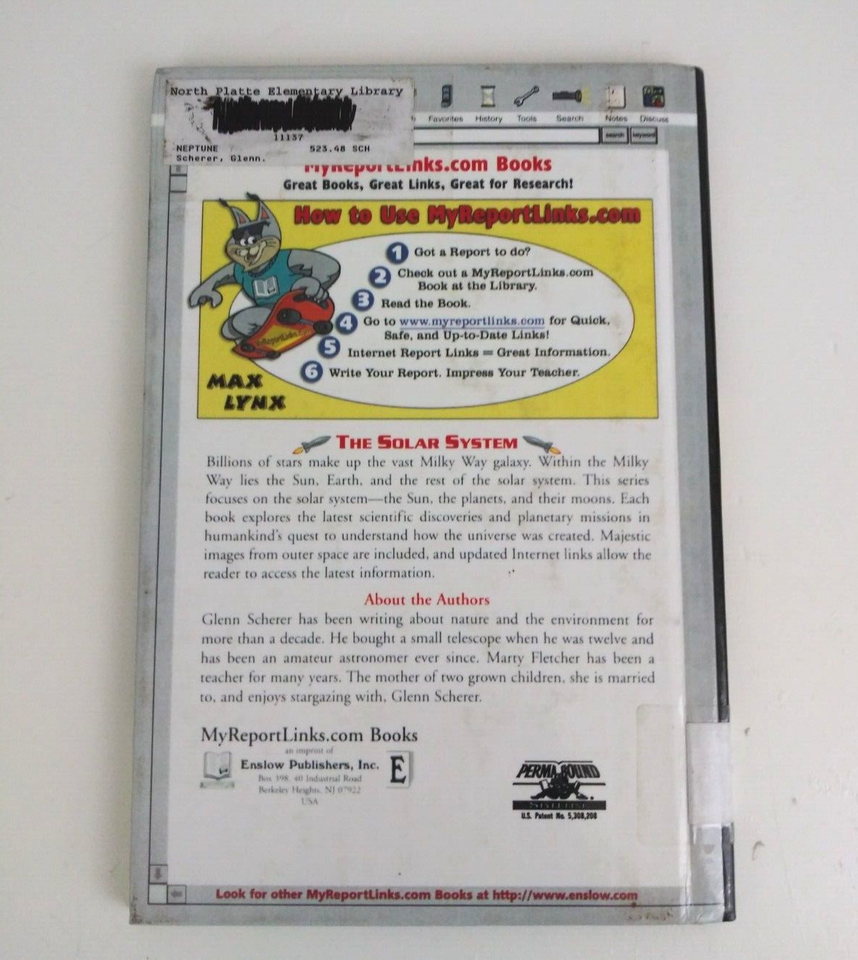 North Platte Elementary Library
11137
NEPTUNE 523.48 SCH
Scherer, Glenn.
Favorites History Tools Search Notes Discuss
search keyword
MyReportLinks.com Books
Great Books, Great Links, Great for Research!
How to Use MyReportLinks.com
1 Got a Report to do?
2 Check out a MyReportLinks.com
Book at the Library.
3 Read the Book.
4 Go to www.myreportlinks.com for Quick,
Safe, and Up-to-Date Links!
5 Internet Report Links = Great Information.
6 Write Your Report. Impress Your Teacher.
MyReportLinks.com
MAX
LYNX
THE SOLAR SYSTEM
Billions of stars make up the vast Milky Way galaxy. Within the Milky
Way lies the Sun, Earth, and the rest of the solar system. This series
focuses on the solar system—the Sun, the planets, and their moons. Each
book explores the latest scientific discoveries and planetary missions in
humankind's quest to understand how the universe was created. Majestic
images from outer space are included, and updated Internet links allow the
reader to access the latest information.
About the Authors
Glenn Scherer has been writing about nature and the environment for
more than a decade. He bought a small telescope when he was twelve and
has been an amateur astronomer ever since. Marty Fletcher has been a
teacher for many years. The mother of two grown children, she is married
to, and enjoys stargazing with, Glenn Scherer.
MyReportLinks.com Books
an imprint of
Enslow Publishers, Inc. E
Box 398, 40 Industrial Road
Berkeley Heights, NJ 07922
USA
PERMA-BOUND
U.S. Patent No. 5,308,208
Look for other MyReportLinks.com Books at http://www.enslow.com